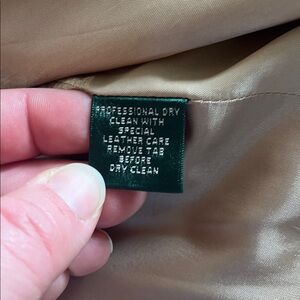 PROFESSIONAL DRY
CLEAN WITH
SPECIAL
LEATHER CARE
REMOVE TAB
BEFORE
DRY CLEAN